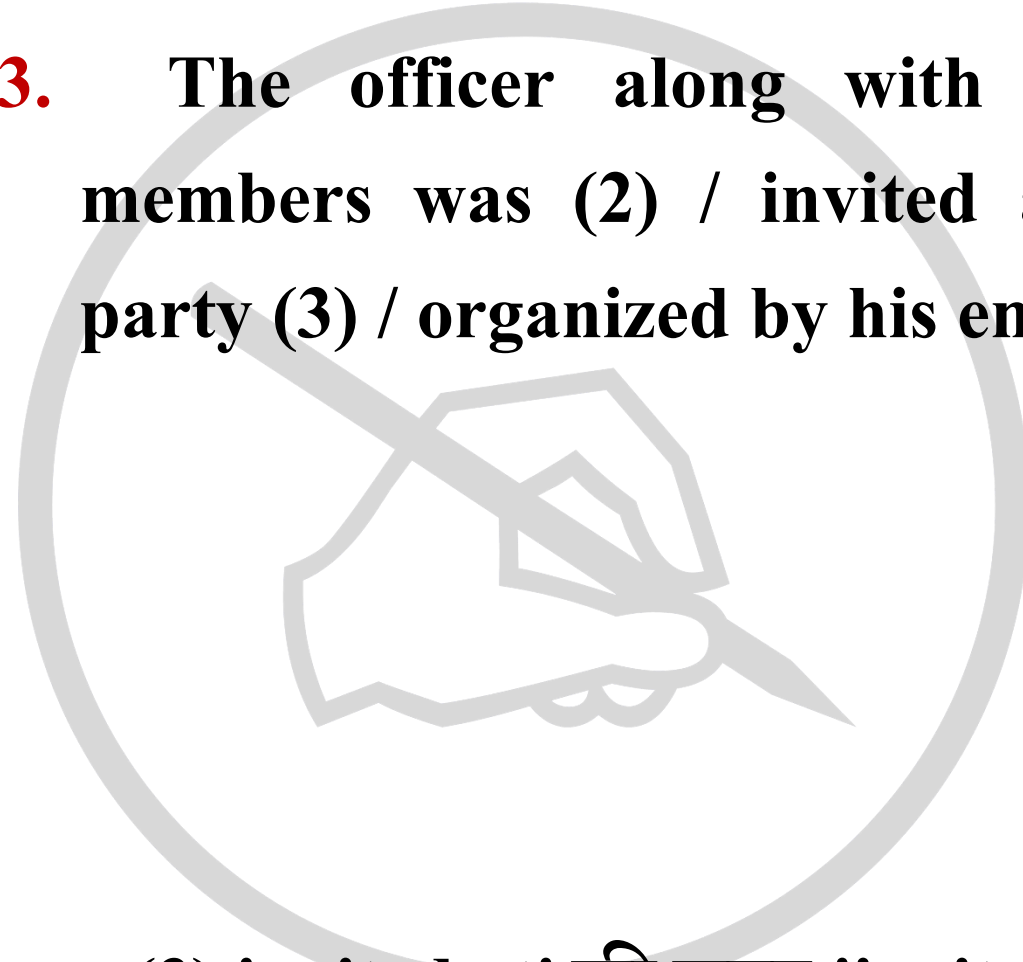 3. The officer along with
members was (2) / invited
party (3) / organized by his